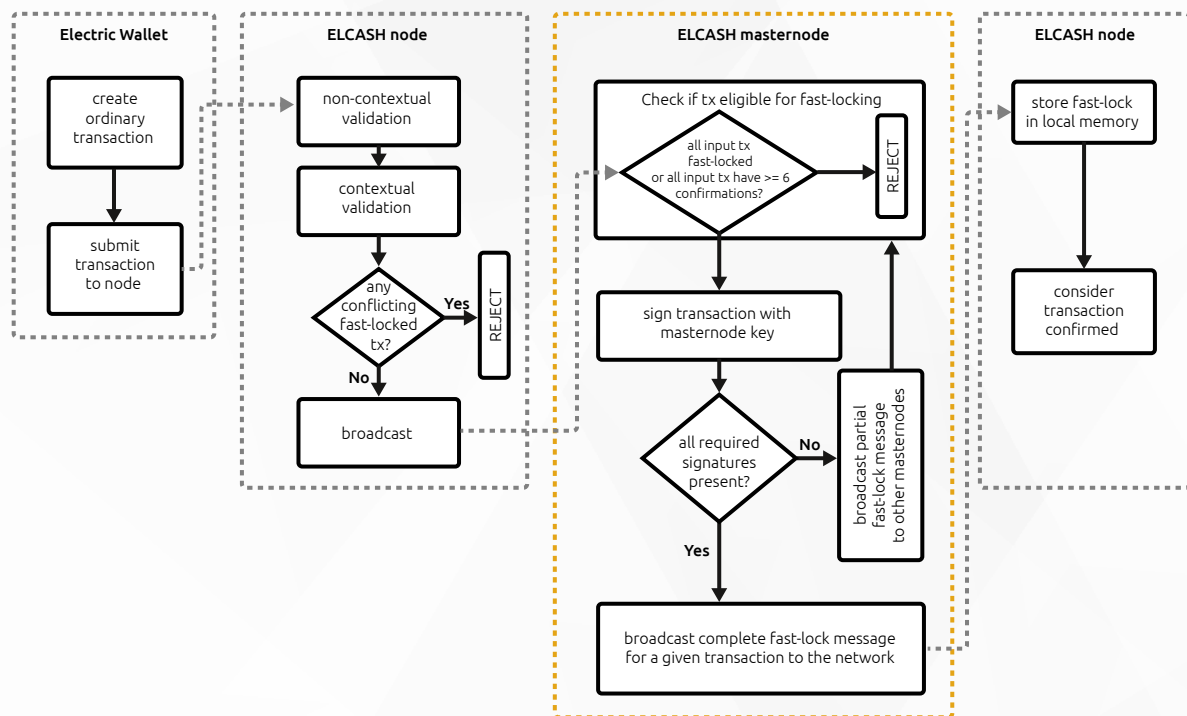 Electric Wallet
create
ordinary
transaction
submit
transaction
to node
ELCASH node
non-contextual
validation
contextual
validation
any
conflicting
fast-locked
tx?
Yes
REJECT
No
broadcast
ELCASH masternode
Check if tx eligible for fast-locking
all input tx
fast-locked
or all input tx have >= 6
confirmations?
REJECT
sign transaction with
masternode key
all required
signatures
present?
No
broadcast partial
fast-lock message
to other masternodes
Yes
broadcast complete fast-lock message
for a given transaction to the network
ELCASH node
store fast-lock
in local memory
consider
transaction
confirmed